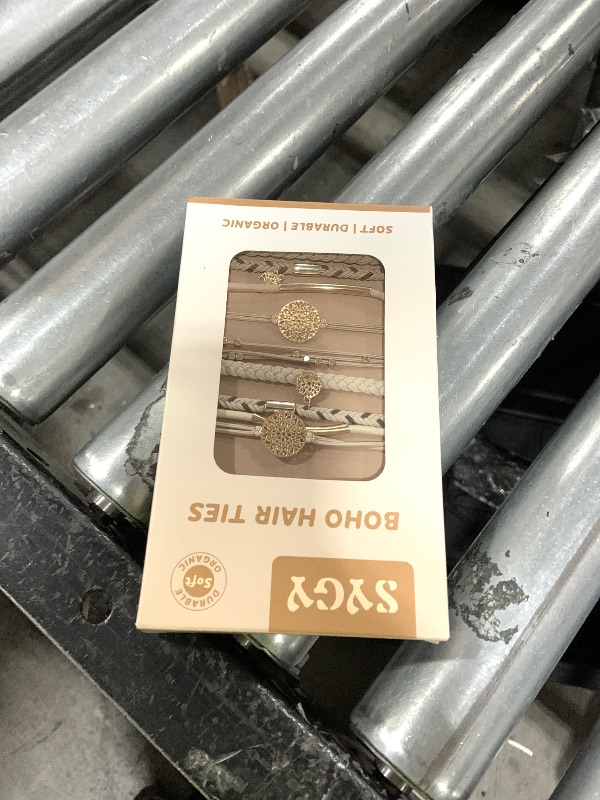 SYGY
DURABLE
Soft
ORGANIC
BOHO HAIR TIES
SOFT | DURABLE | ORGANIC